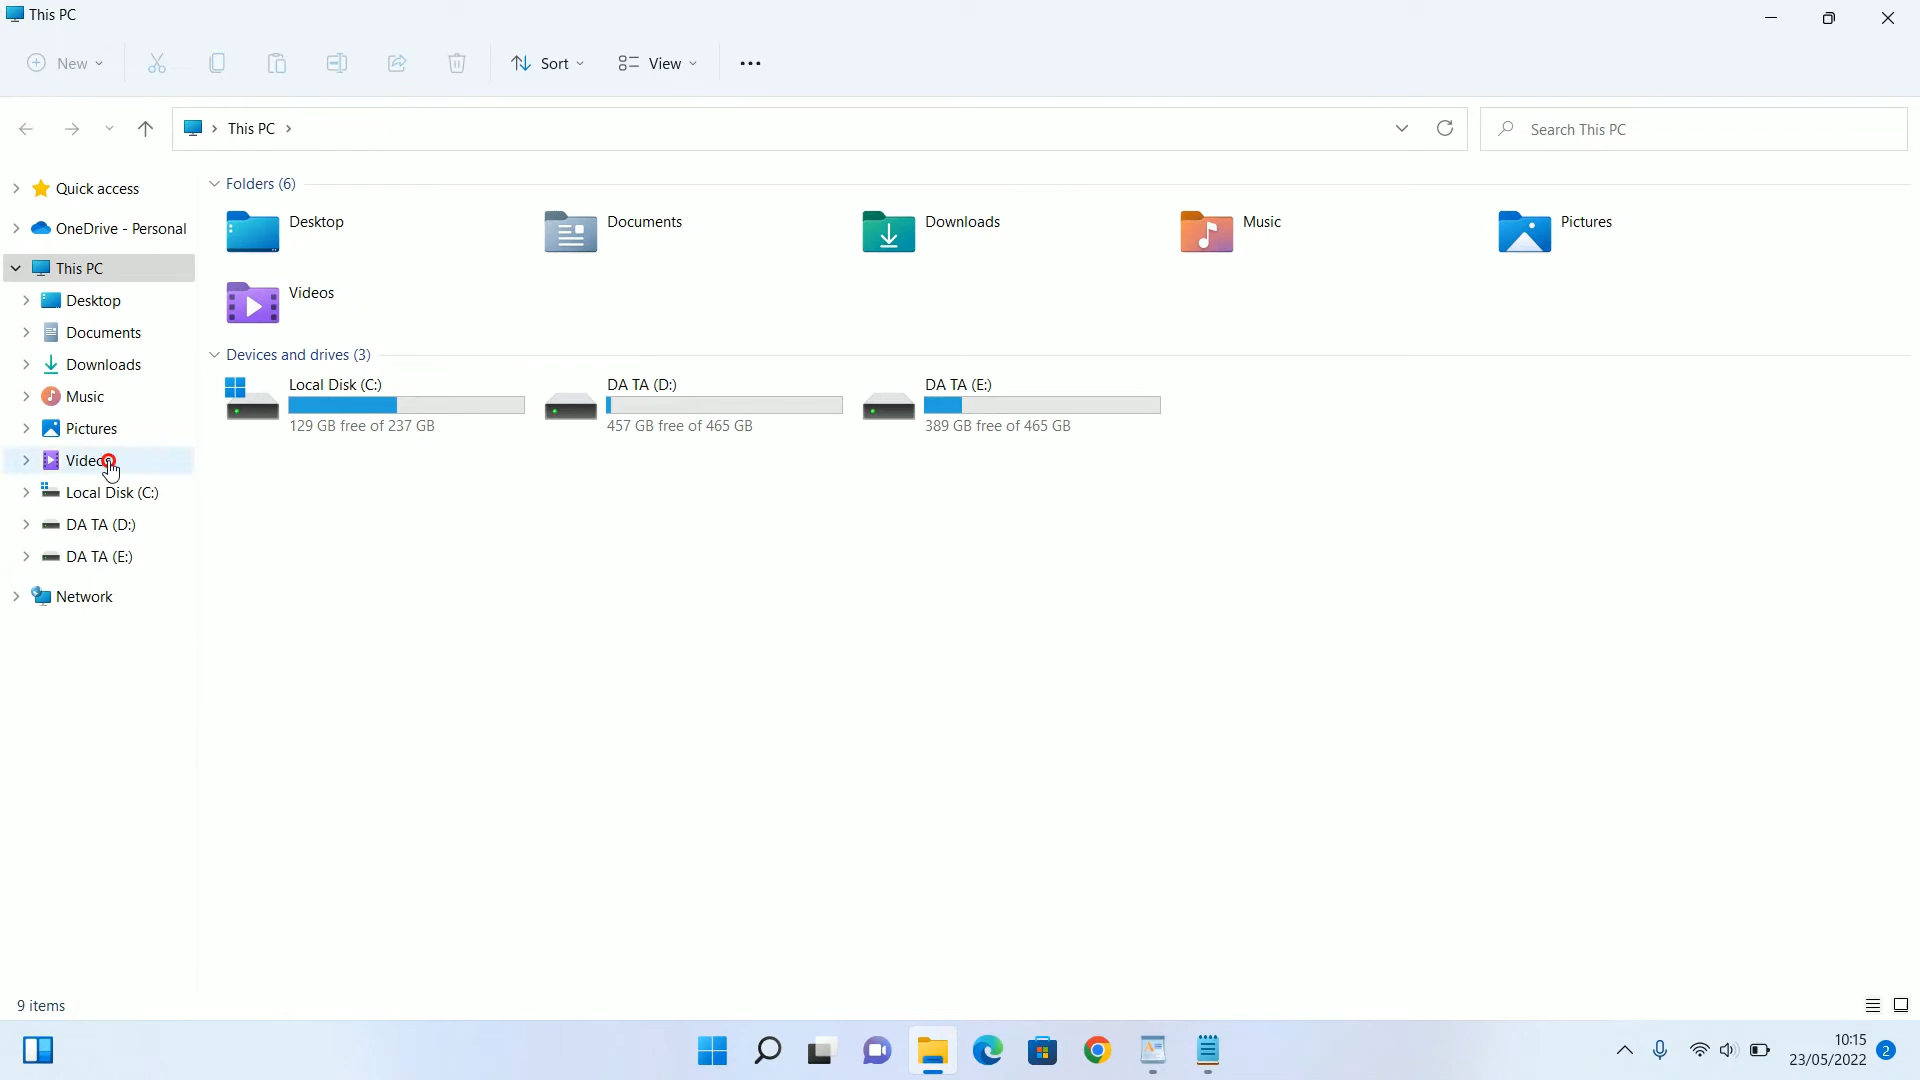 This PC
New
Sort
View
This PC
Search This PC
Quick access
OneDrive - Personal
This PC
Desktop
Documents
Downloads
Music
Pictures
Videos
Local Disk (C:)
DA TA (D:)
DA TA (E:)
Network
Folders (6)
Desktop
Documents
Downloads
Music
Pictures
Videos
Devices and drives (3)
Local Disk (C:)
129 GB free of 237 GB
DA TA (D:)
457 GB free of 465 GB
DA TA (E:)
389 GB free of 465 GB
9 items
10:15
23/05/2022
2